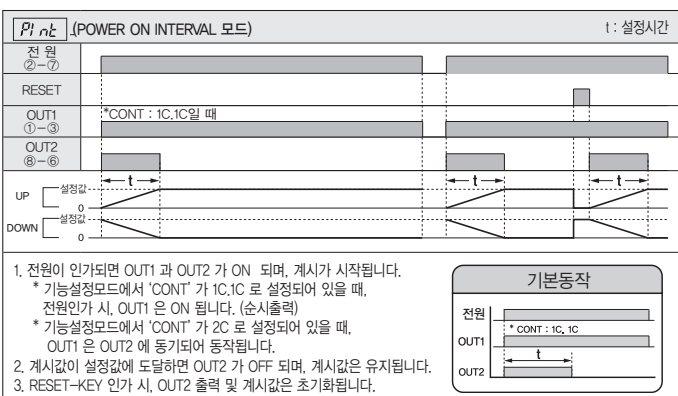 PI nt (POWER ON INTERVAL 모드)
t : 설정시간
전 원
②-⑦
RESET
OUT1
①-③
*CONT : 1C.1C일 때
OUT2
⑧-⑥
t t t
UP 설정값
0
DOWN 설정값
0
1. 전원이 인가되면 OUT1 과 OUT2 가 ON 되며, 계시가 시작됩니다.
* 기능설정모드에서 ‘CONT’ 가 1C.1C 로 설정되어 있을 때,
전원인가 시, OUT1 은 ON 됩니다. (순시출력)
* 기능설정모드에서 ‘CONT’ 가 2C 로 설정되어 있을 때,
OUT1 은 OUT2 에 동기되어 동작됩니다.
2. 계시값이 설정값에 도달하면 OUT2 가 OFF 되며, 계시값은 유지됩니다.
3. RESET-KEY 인가 시, OUT2 출력 및 계시값은 초기화됩니다.
기본동작
전원
* CONT : 1C, 1C
OUT1
t
OUT2